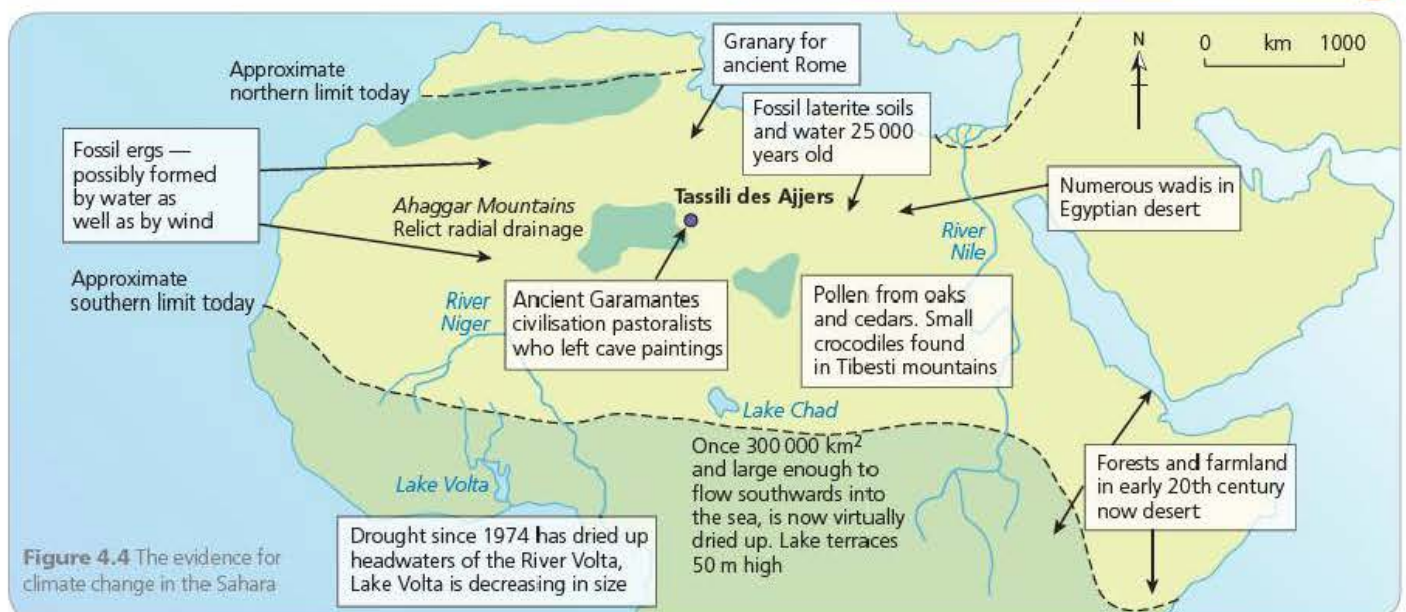 Approximate
northern limit today
Granary for
ancient Rome
N
0 km 1000
Fossil laterite soils
and water 25 000
years old
Fossil ergs —
possibly formed
by water as
well as by wind
Numerous wadis in
Egyptian desert
Tassili des Ajjers
Ahaggar Mountains
Relict radial drainage
River
Nile
Approximate
southern limit today
River
Niger
Ancient Garamantes
civilisation pastoralists
who left cave paintings
Pollen from oaks
and cedars. Small
crocodiles found
in Tibesti mountains
Lake Chad
Once 300 000 km²
and large enough to
flow southwards into
the sea, is now virtually
dried up. Lake terraces
50 m high
Forests and farmland
in early 20th century
now desert
Lake Volta
Drought since 1974 has dried up
headwaters of the River Volta,
Lake Volta is decreasing in size
Figure 4.4 The evidence for
climate change in the Sahara